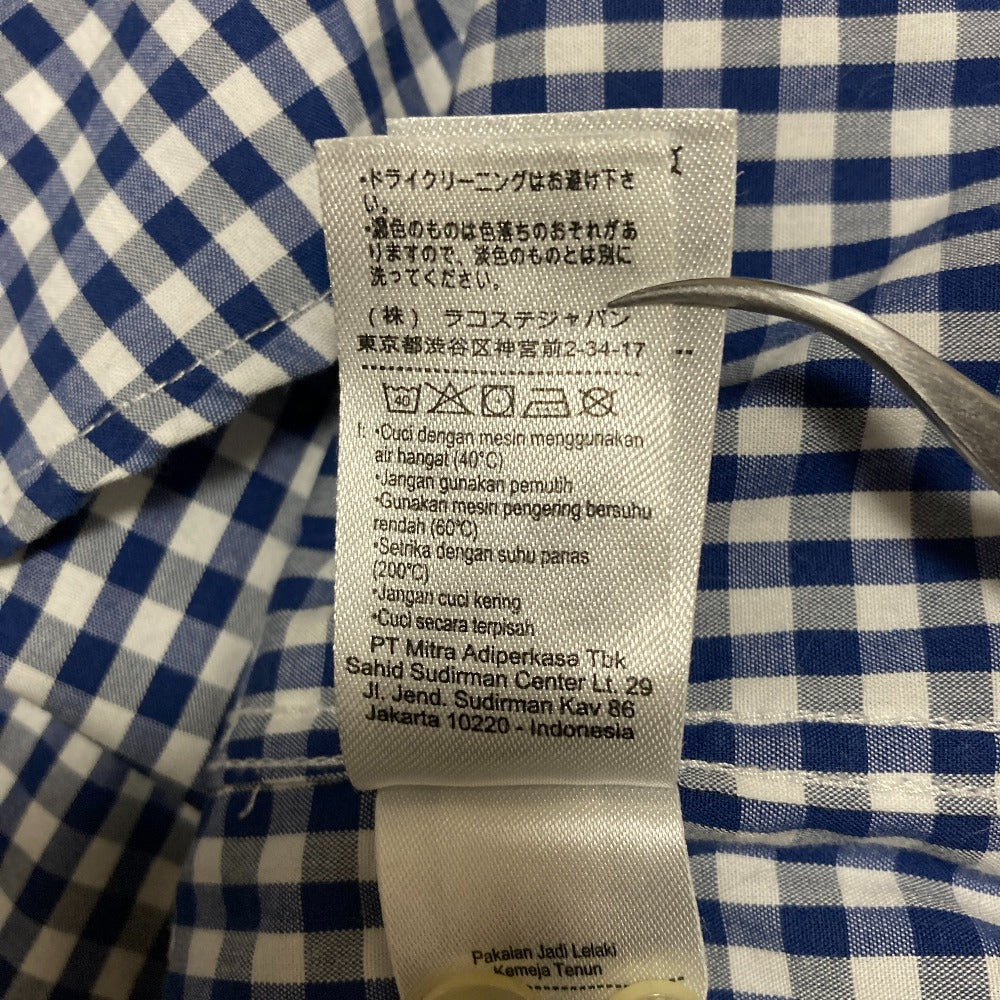 ・ドライクリーニングはお避け下さ
い。
・濃色のものは色落ちのおそれがあ
りますので、淡色のものとは別に
洗ってください。
(株) ラコステジャパン
東京都渋谷区神宮前2-34-17
40
•Cuci dengan mesin menggunakan
air hangat (40°C)
•Jangan gunakan pemutih
•Gunakan mesin pengering bersuhu
rendah (60°C)
•Setrika dengan suhu panas
(200°C)
•Jangan cuci kering
•Cuci secara terpisah
PT Mitra Adiperkasa Tbk
Sahid Sudirman Center Lt. 29
Jl. Jend. Sudirman Kav 86
Jakarta 10220 - Indonesia
Pakaian Jadi Lelaki
Kemeja Tenun